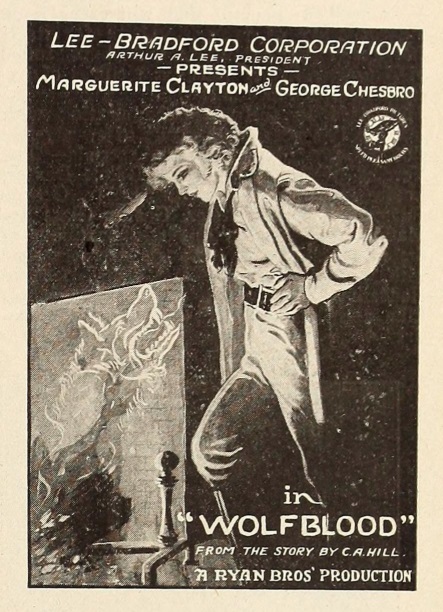 LEE-BRADFORD CORPORATION
ARTHUR A. LEE, PRESIDENT
— PRESENTS —
MARGUERITE CLAYTON and GEORGE CHESBRO
in
"WOLFBLOOD"
FROM THE STORY BY C.A. HILL.
A RYAN BROS' PRODUCTION